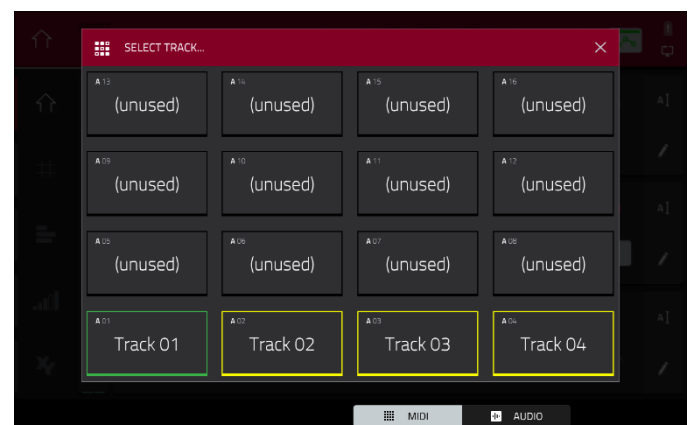 SELECT TRACK...
A 13 A 14 A 15 A 16
(unused) (unused) (unused) (unused)
A 09 A 10 A 11 A 12
(unused) (unused) (unused) (unused)
A 05 A 06 A 07 A 08
(unused) (unused) (unused) (unused)
A 01 A 02 A 03 A 04
Track 01 Track 02 Track 03 Track 04
MIDI AUDIO